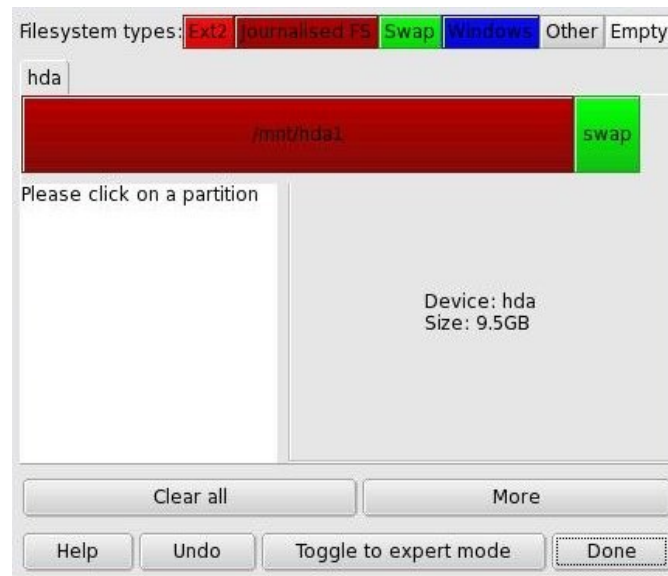 Filesystem types: Ext2 Journalised FS Swap Windows Other Empty
hda
/mnt/hda1 swap
Please click on a partition
Device: hda
Size: 9.5GB
Clear all More
Help Undo Toggle to expert mode Done